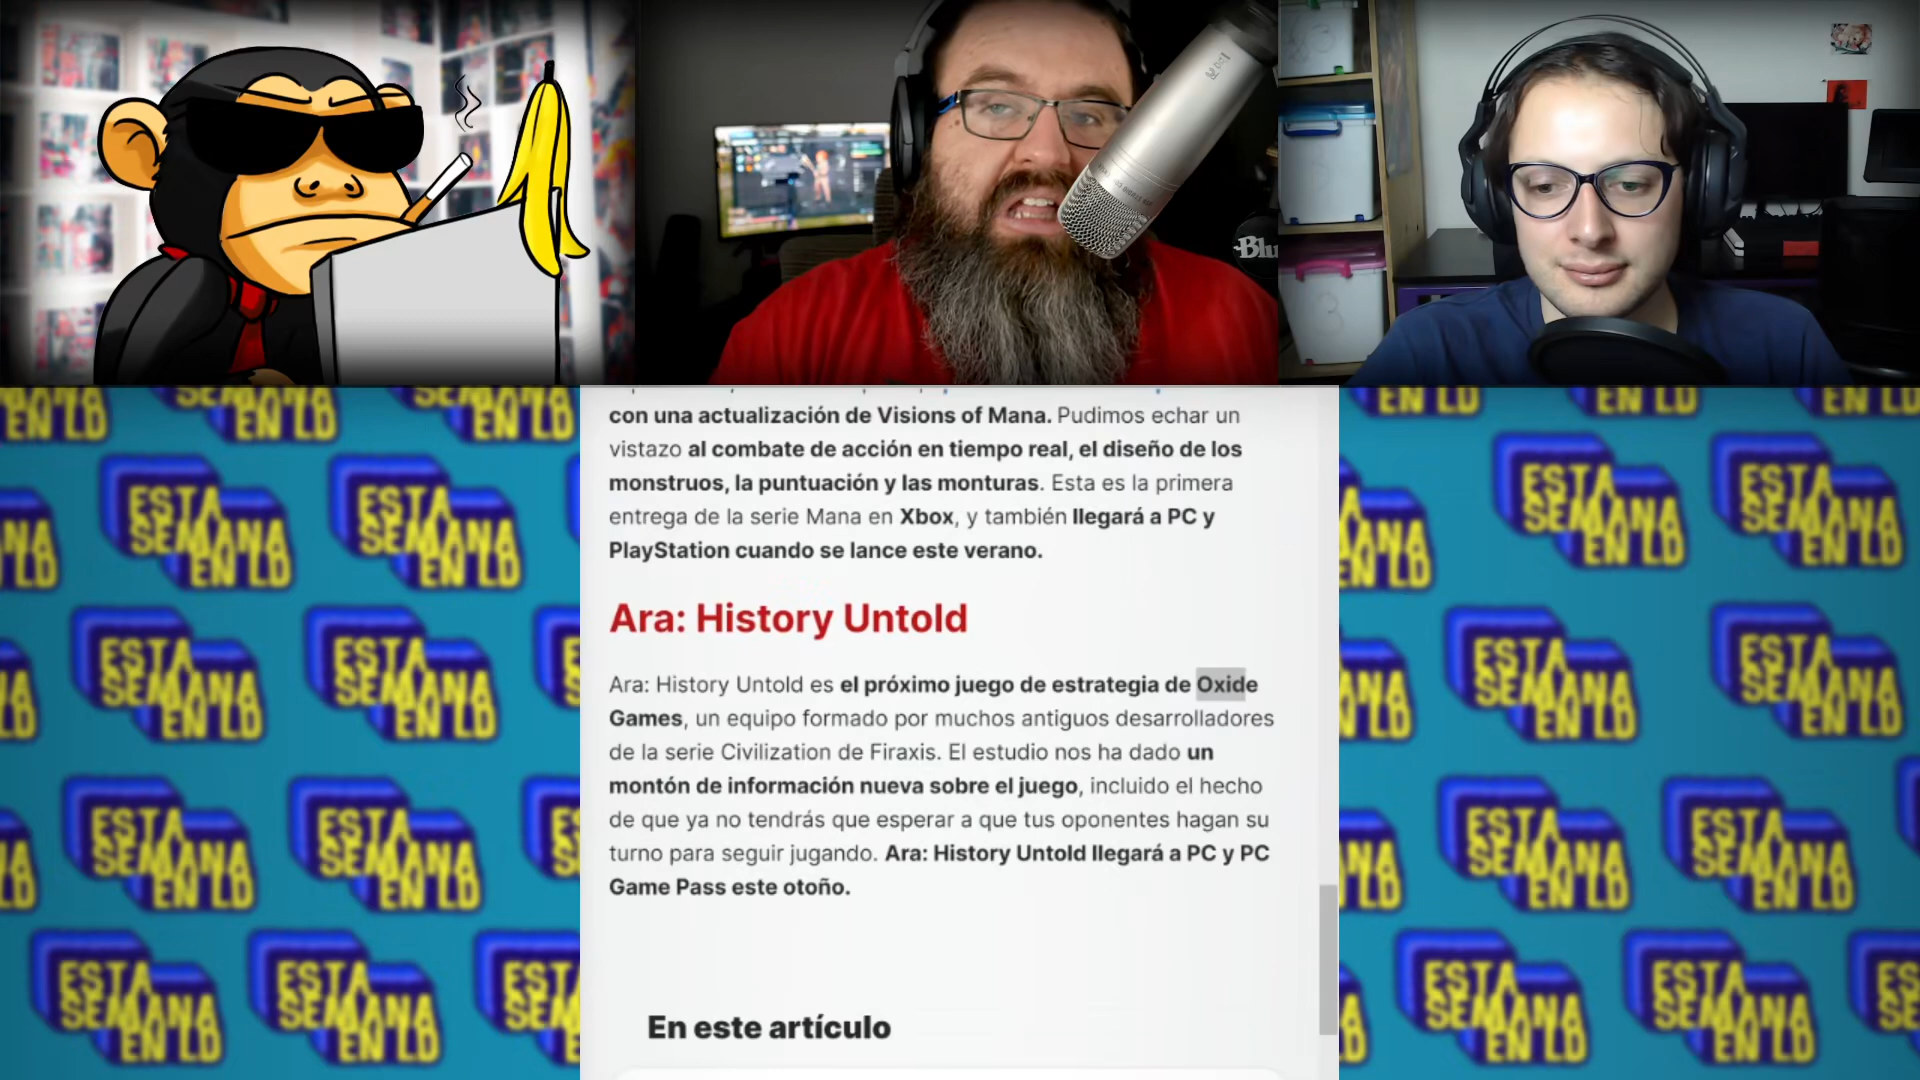 Blu
con una actualización de Visions of Mana. Pudimos echar un
vistazo al combate de acción en tiempo real, el diseño de los
monstruos, la puntuación y las monturas. Esta es la primera
entrega de la serie Mana en Xbox, y también llegará a PC y
PlayStation cuando se lance este verano.
Ara: History Untold
Ara: History Untold es el próximo juego de estrategia de Oxide
Games, un equipo formado por muchos antiguos desarrolladores
de la serie Civilization de Firaxis. El estudio nos ha dado un
montón de información nueva sobre el juego, incluido el hecho
de que ya no tendrás que esperar a que tus oponentes hagan su
turno para seguir jugando. Ara: History Untold llegará a PC y PC
Game Pass este otoño.
En este artículo
ESTA
SEMANA
EN LD